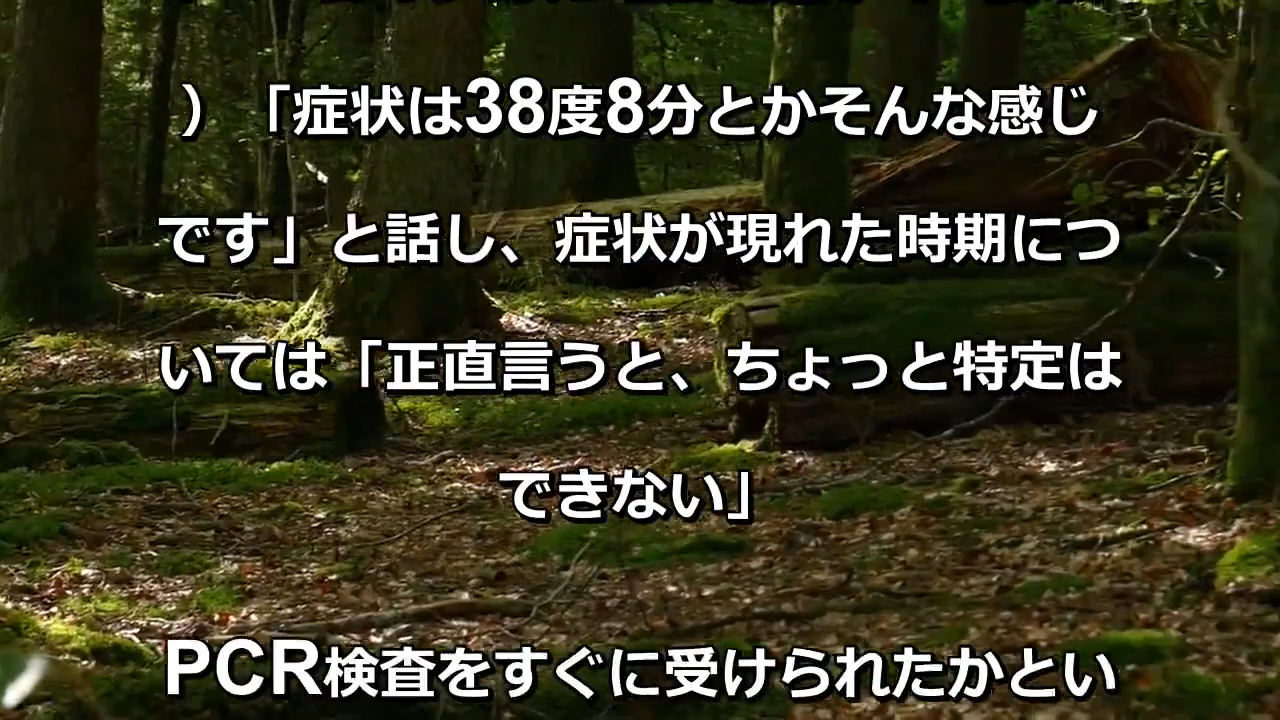 ）「症状は38度8分とかそんな感じ
です」と話し、症状が現れた時期につ
いては「正直言うと、ちょっと特定は
できない」
PCR検査をすぐに受けられたかとい